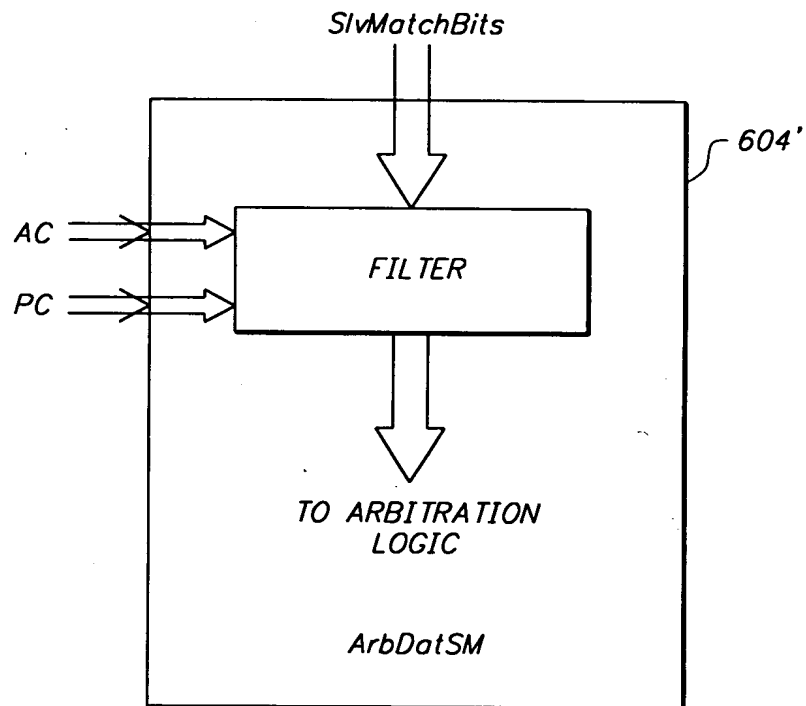 SlvMatchBits
604'
AC
FILTER
PC
TO ARBITRATION
LOGIC
ArbDatSM